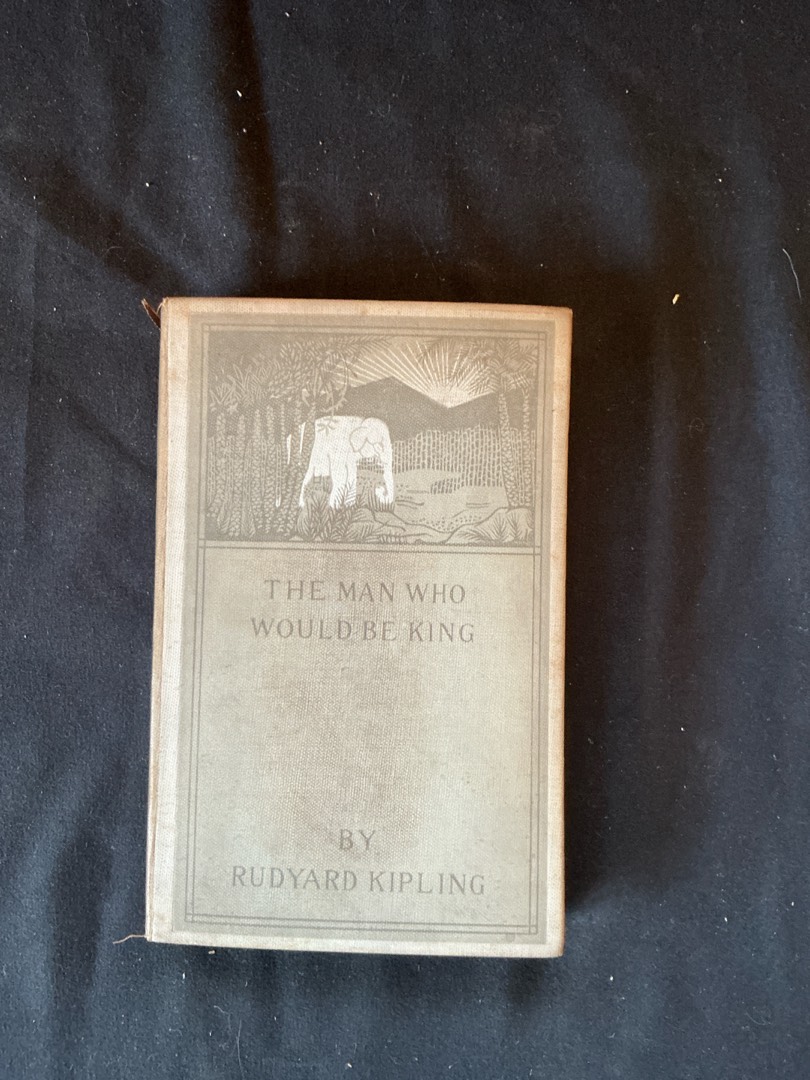 THE MAN WHO
WOULD BE KING
BY
RUDYARD KIPLING